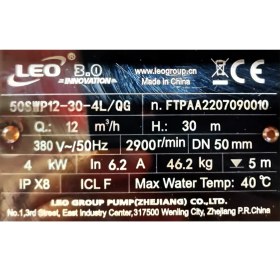 LEO 3.0
INNOVATION
www.leogroup.cn
CE
50SWP12-30-4L/QG n. FTPAA2207090010
Q.: 12 m³/h H.: 30 m
380 V~/50Hz 2900r/min DN 50 mm
4 kW In 6.2 A 46.2kg 5 m
IP X8 ICL F Max Water Temp: 40℃
LEO GROUP PUMP(ZHEJIANG) CO.,LTD.
No.1,3rd Street, East Industry Center,317500 Wenling City, Zhejiang P.R.China